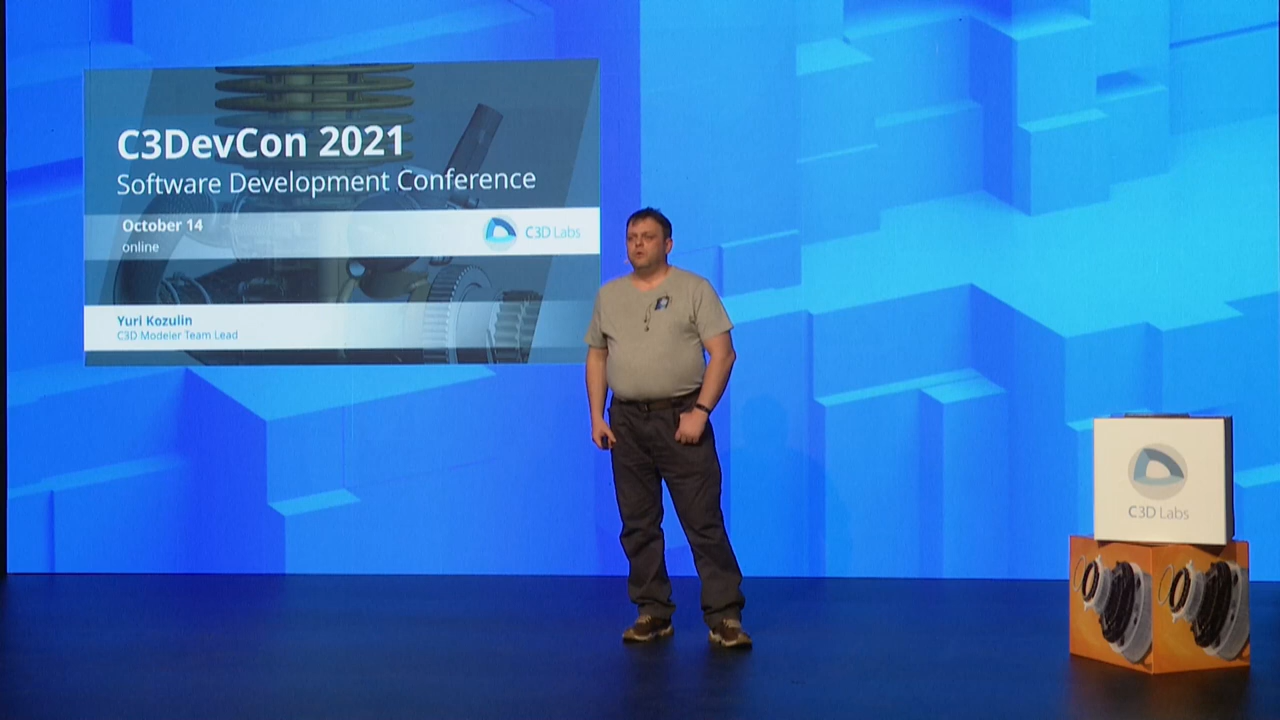 C3DevCon 2021
Software Development Conference
October 14
online
C3D Labs
Yuri Kozulin
C3D Modeler Team Lead
C3D Labs